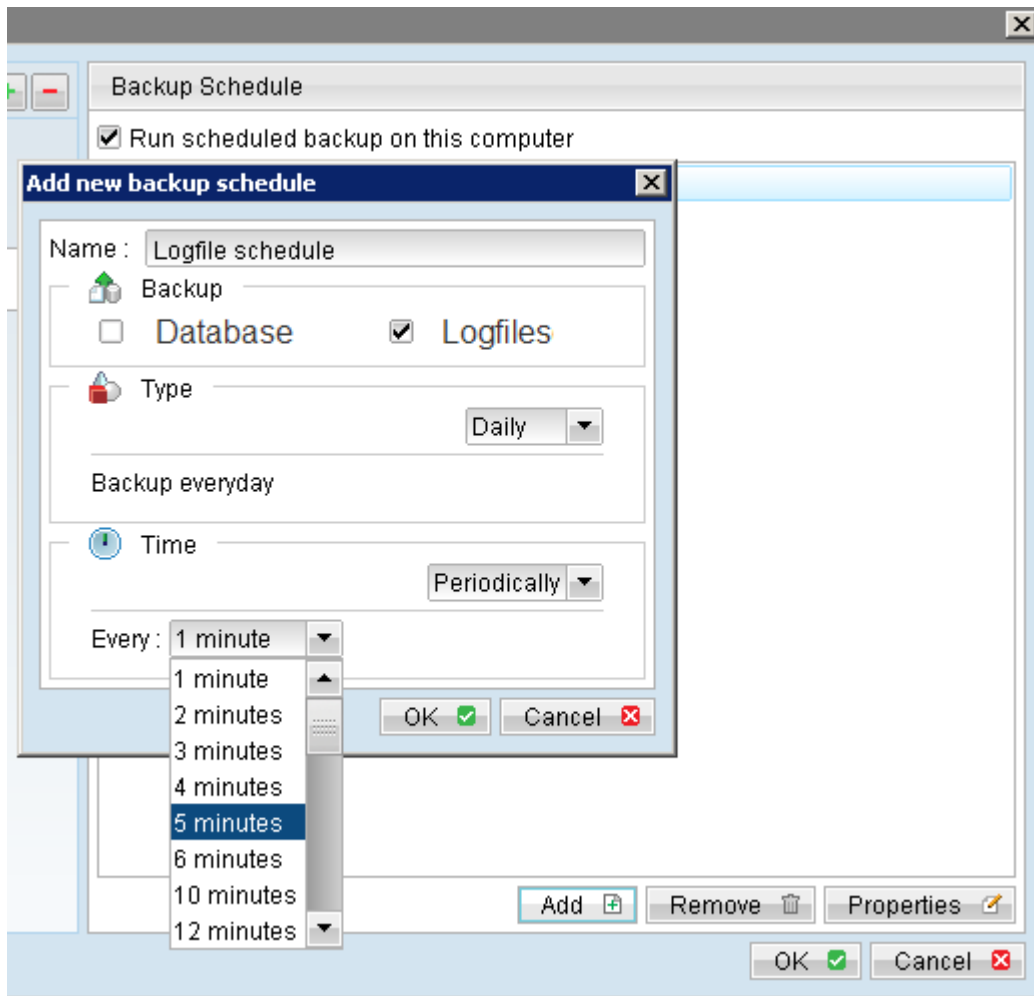 Backup Schedule
Run scheduled backup on this computer
Add new backup schedule
Name : Logfile schedule
Backup
Database Logfiles
Type
Daily
Backup everyday
Time
Periodically
Every : 1 minute
1 minute
2 minutes
3 minutes
4 minutes
5 minutes
6 minutes
10 minutes
12 minutes
OK Cancel
Add Remove Properties
OK Cancel